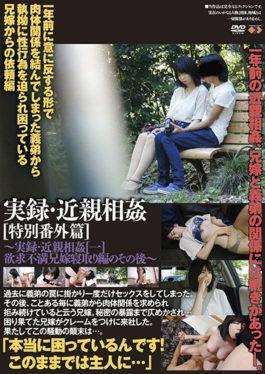 一年前に意に反する形で
肉体関係を結んでしまった義弟から
執拗に性行為を迫られ困っている
兄嫁からの依頼編
DVD
実録・近親相姦
[特別番外篇]
～実録・近親相姦[一]
欲求不満兄嫁寝取り編のその後～
過去に義弟の罠に掛かり一度だけセックスをしてしまった。
その後、ことある毎に義弟から肉体関係を求められ
拒み続けていると云う兄嫁。秘密の暴露まで仄めかされ…
困り果てた兄嫁がクレームをつけに来社した。
果たしてこの騒動の顛末は…。
「本当に困っているんです!
このままでは主人に…」